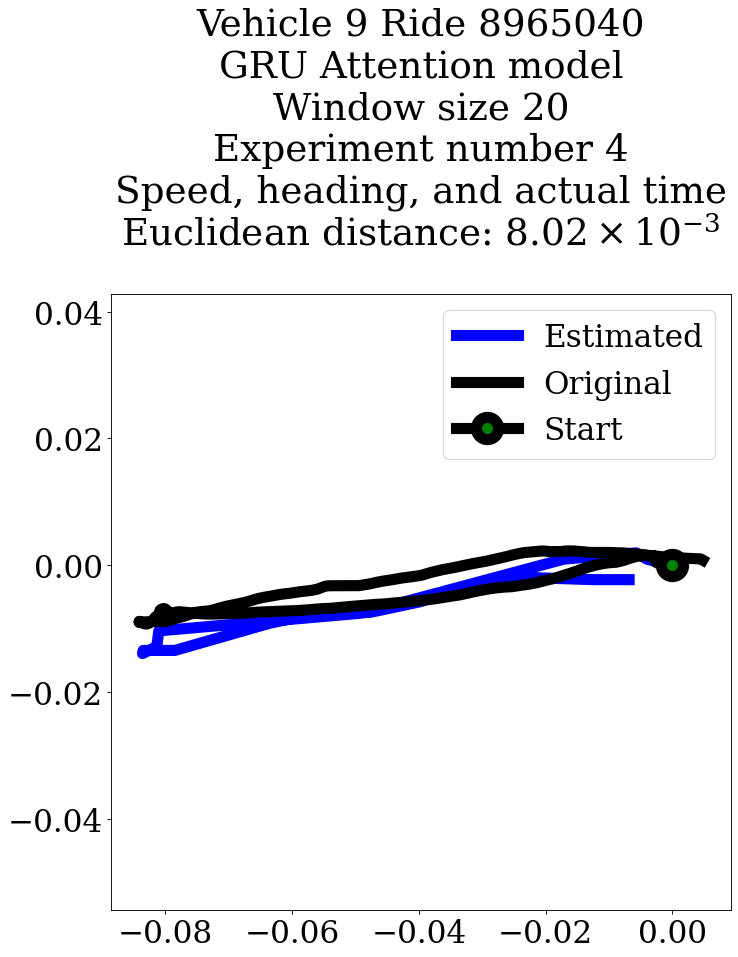 Vehicle 9 Ride 8965040
GRU Attention model
Window size 20
Experiment number 4
Speed, heading, and actual time
Euclidean distance: 8.02 × 10⁻³
Estimated
Original
Start
0.04
0.02
0.00
−0.02
−0.04
−0.08 −0.06 −0.04 −0.02 0.00